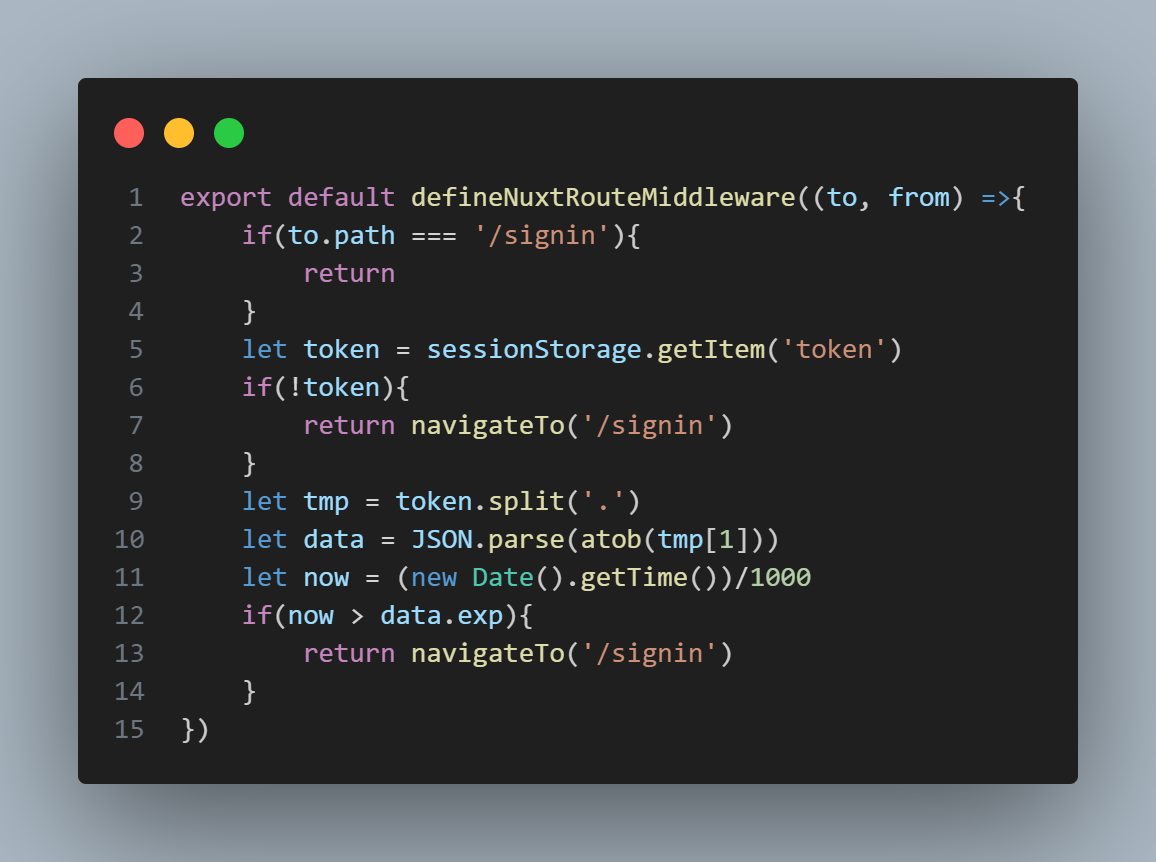 1 export default defineNuxtRouteMiddleware((to, from) =>{
2     if(to.path === '/signin'){
3         return
4     }
5     let token = sessionStorage.getItem('token')
6     if(!token){
7         return navigateTo('/signin')
8     }
9     let tmp = token.split('.')
10     let data = JSON.parse(atob(tmp[1]))
11     let now = (new Date().getTime())/1000
12     if(now > data.exp){
13         return navigateTo('/signin')
14     }
15 })